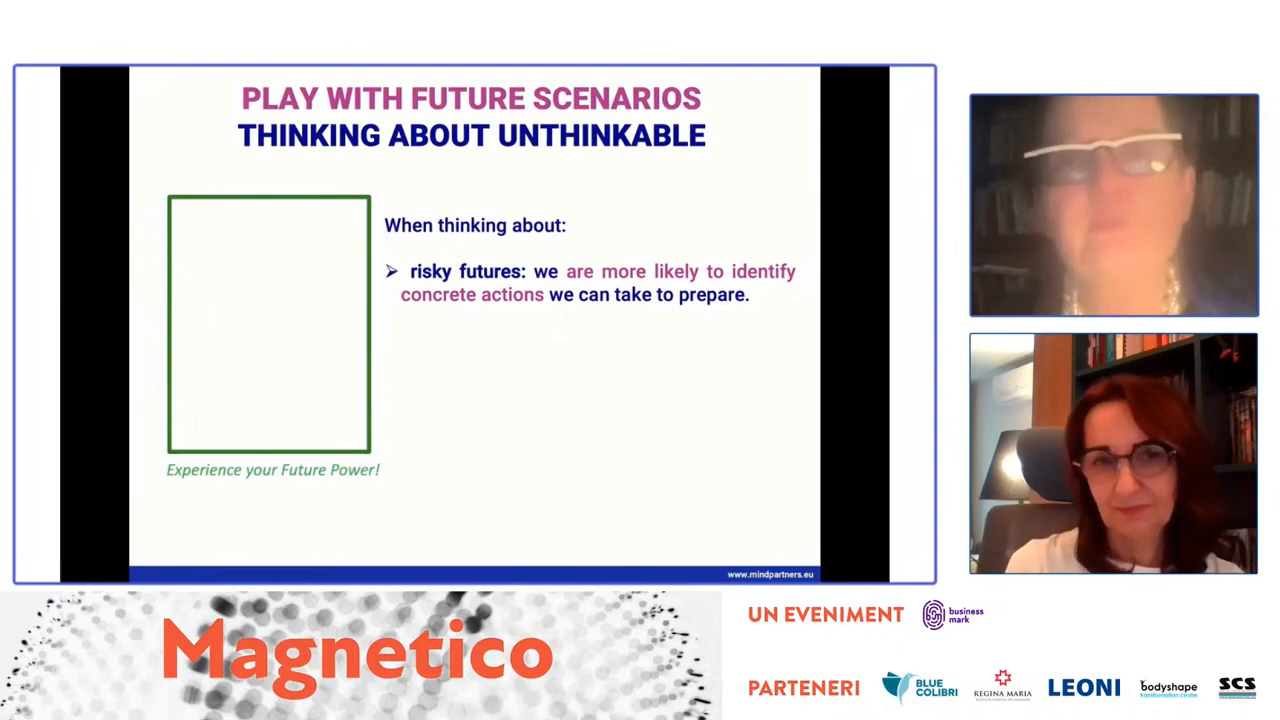 PLAY WITH FUTURE SCENARIOS
THINKING ABOUT UNTHINKABLE
When thinking about:
➢ risky futures: we are more likely to identify
concrete actions we can take to prepare.
Experience your Future Power!
www.mindpartners.eu
Magnetico
UN EVENIMENT
business
mark
PARTENERI
BLUE
COLIBRI
REGINA MARIA
LEONI
bodyshape
transformation centre
SCS